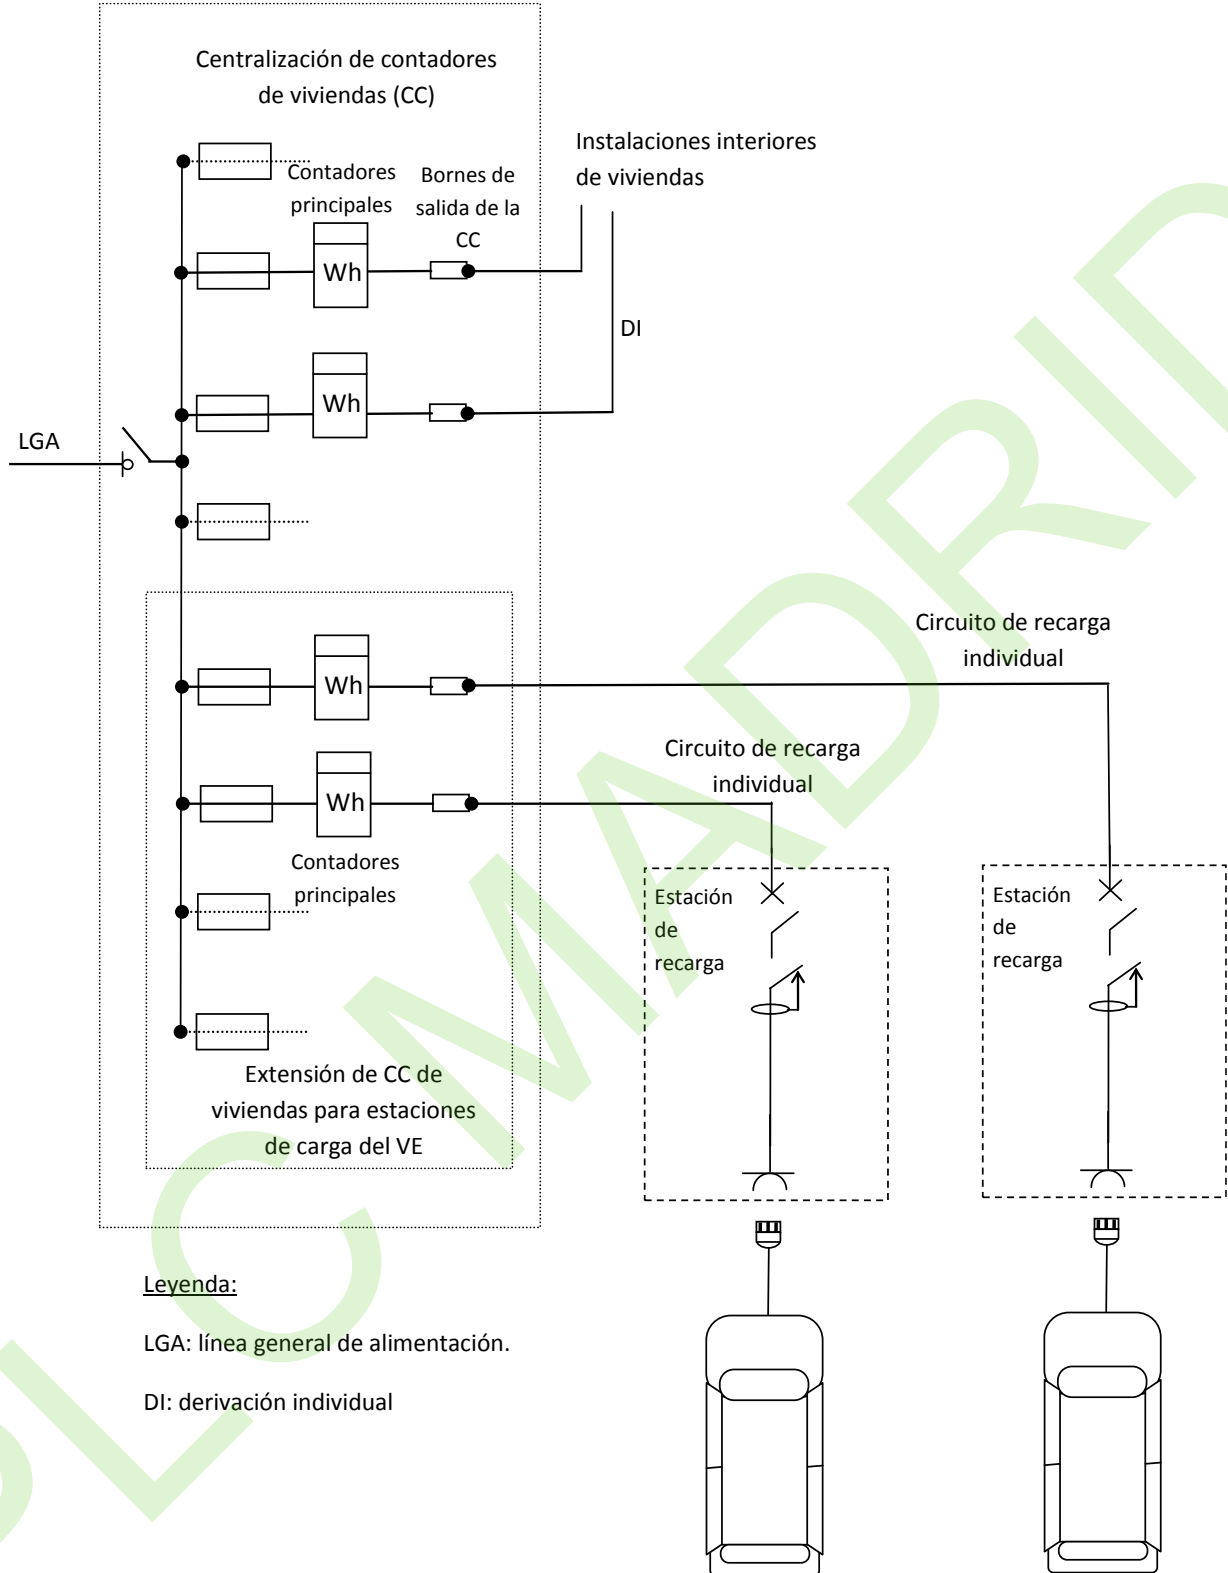 Centralización de contadores
de viviendas (CC)
Instalaciones interiores
de viviendas
Contadores
principales
Bornes de
salida de la
CC
Wh
DI
Wh
LGA
Circuito de recarga
individual
Wh
Circuito de recarga
individual
Wh
Contadores
principales
Estación
de
recarga
Estación
de
recarga
Extensión de CC de
viviendas para estaciones
de carga del VE
Leyenda:
LGA: línea general de alimentación.
DI: derivación individual
PLC MADRID